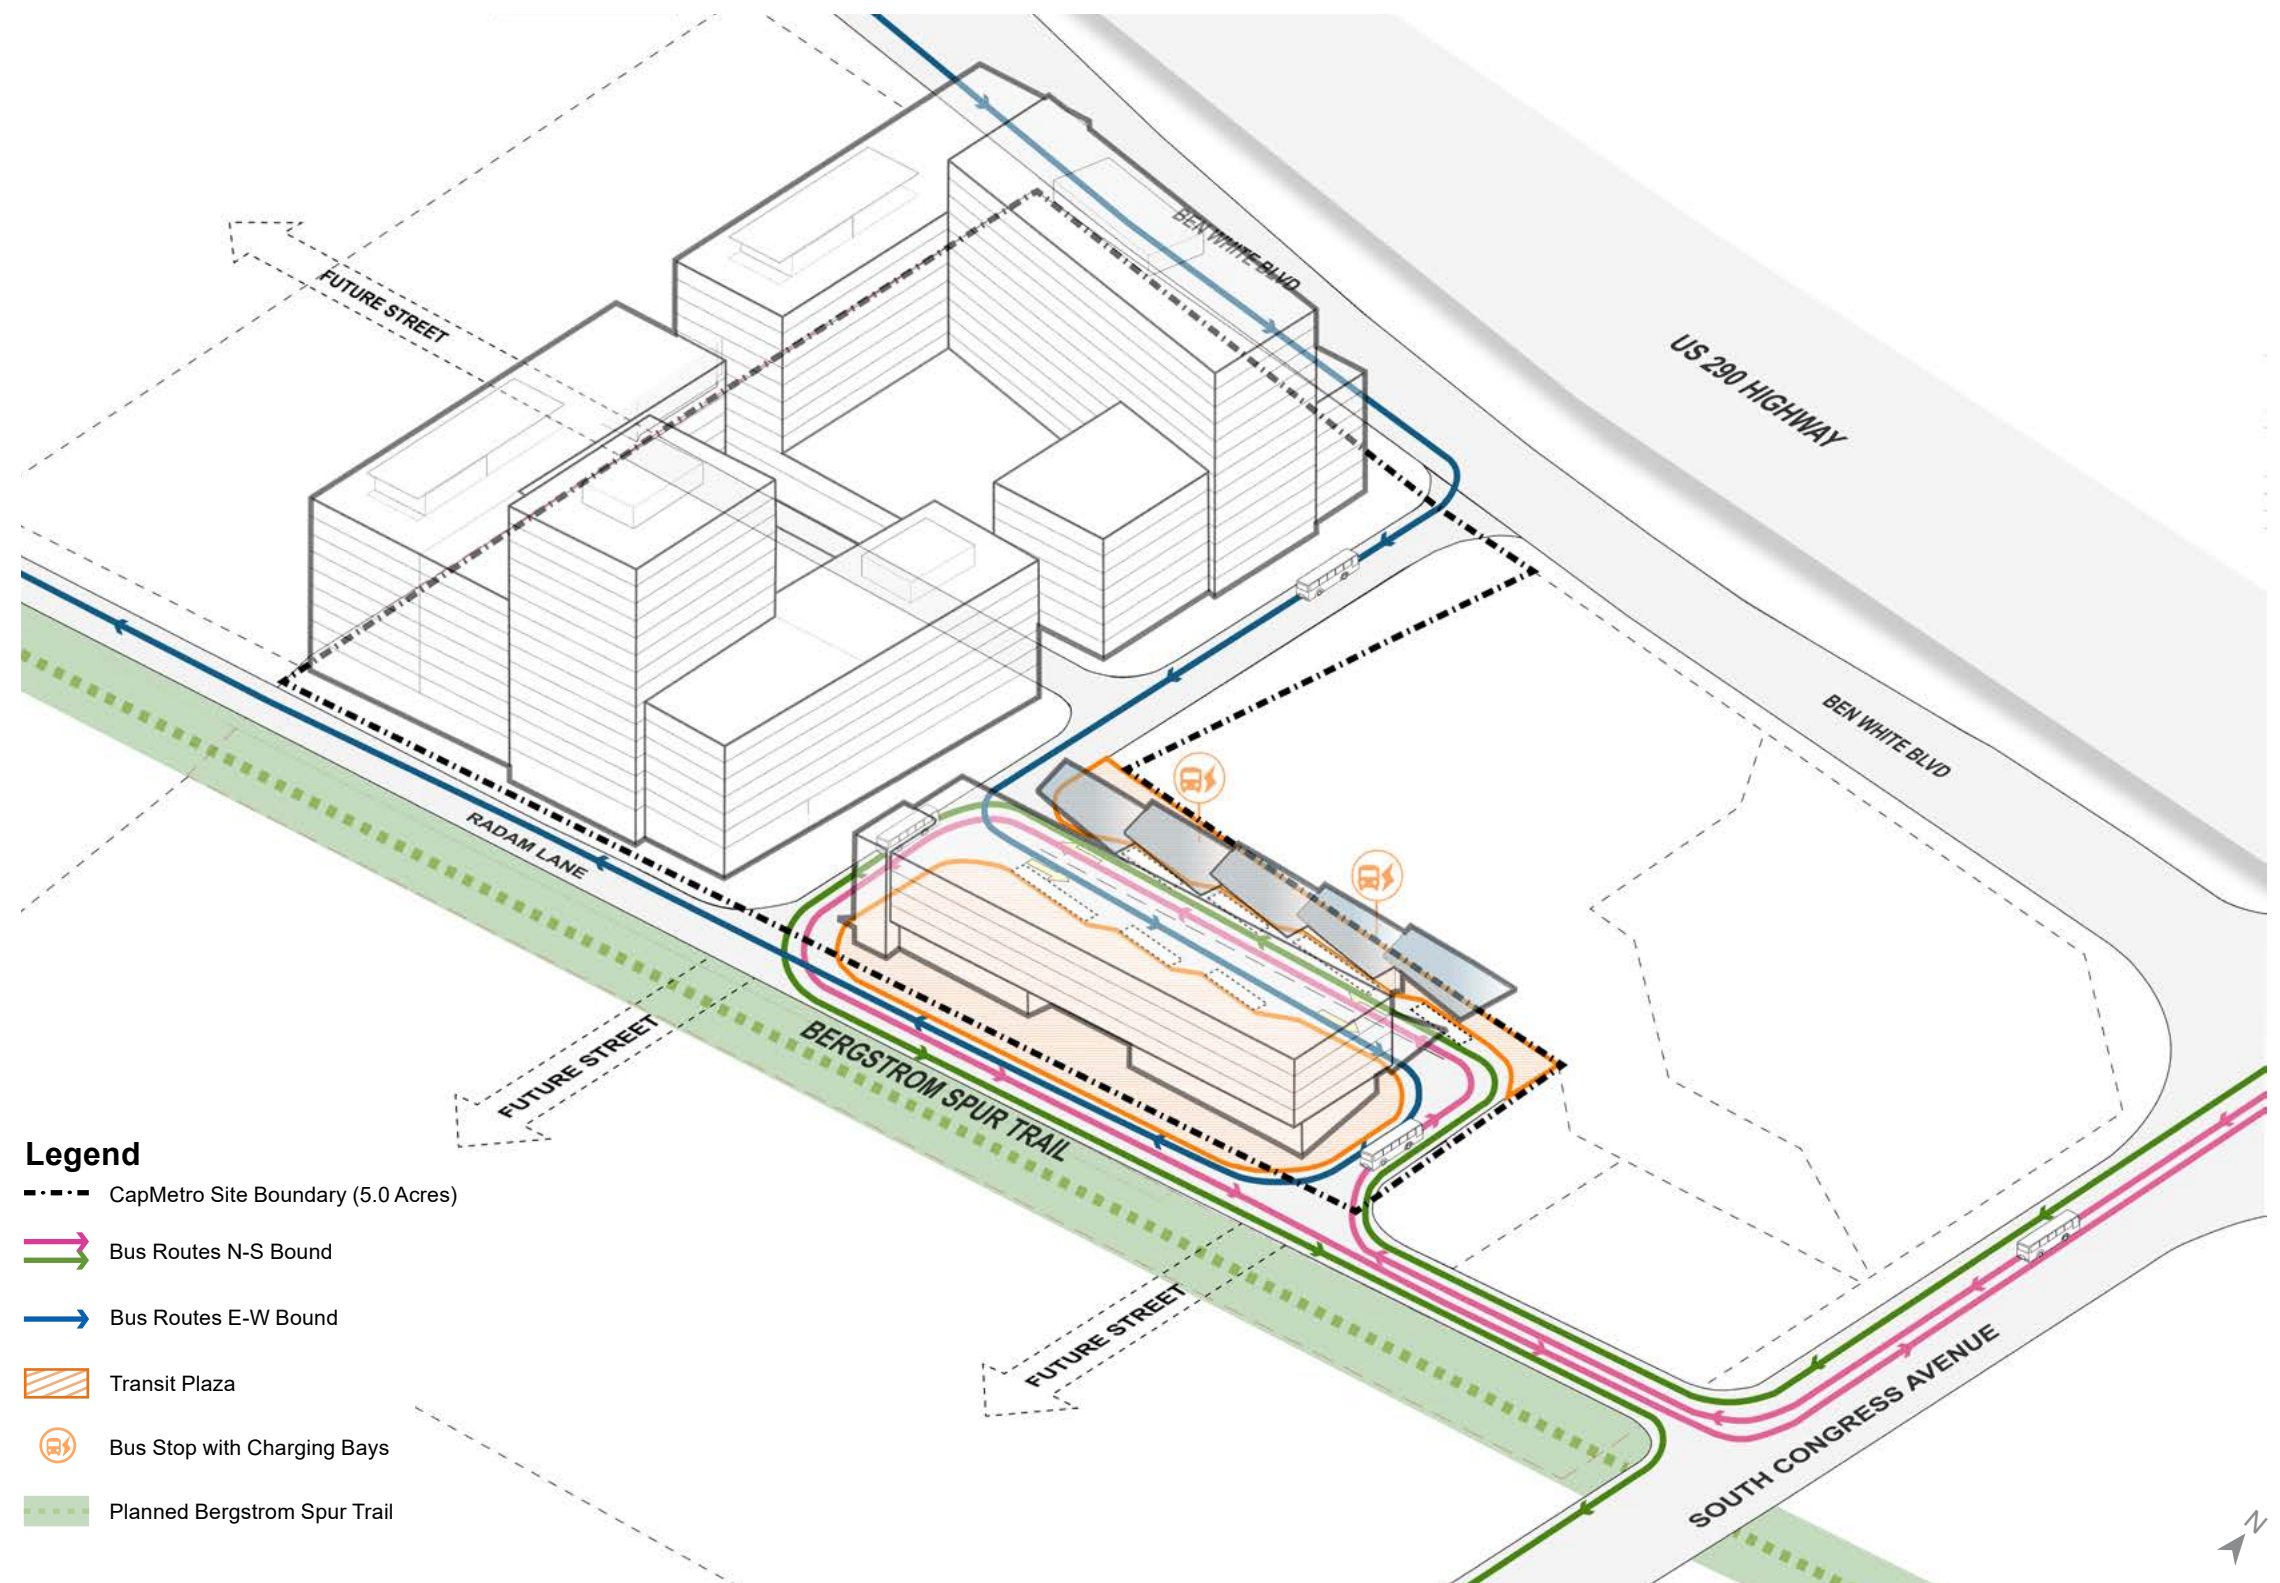 BEN WHITE BLVD
FUTURE STREET
US 290 HIGHWAY
BEN WHITE BLVD
RADAM LANE
FUTURE STREET
BERGSTROM SPUR TRAIL
FUTURE STREET
SOUTH CONGRESS AVENUE
Legend
CapMetro Site Boundary (5.0 Acres)
Bus Routes N-S Bound
Bus Routes E-W Bound
Transit Plaza
Bus Stop with Charging Bays
Planned Bergstrom Spur Trail
N